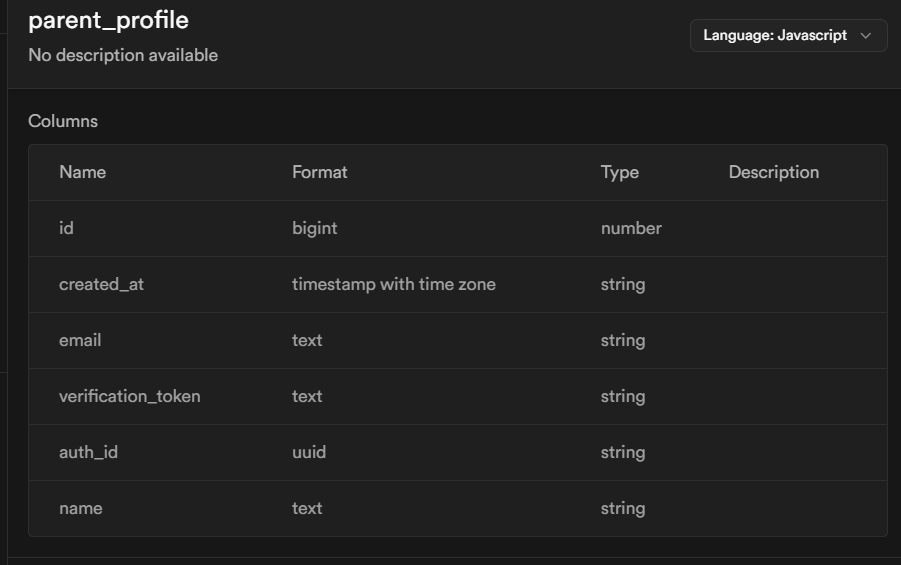 parent_profile
No description available
Language: Javascript
Columns
Name Format Type Description
id bigint number
created_at timestamp with time zone string
email text string
verification_token text string
auth_id uuid string
name text string